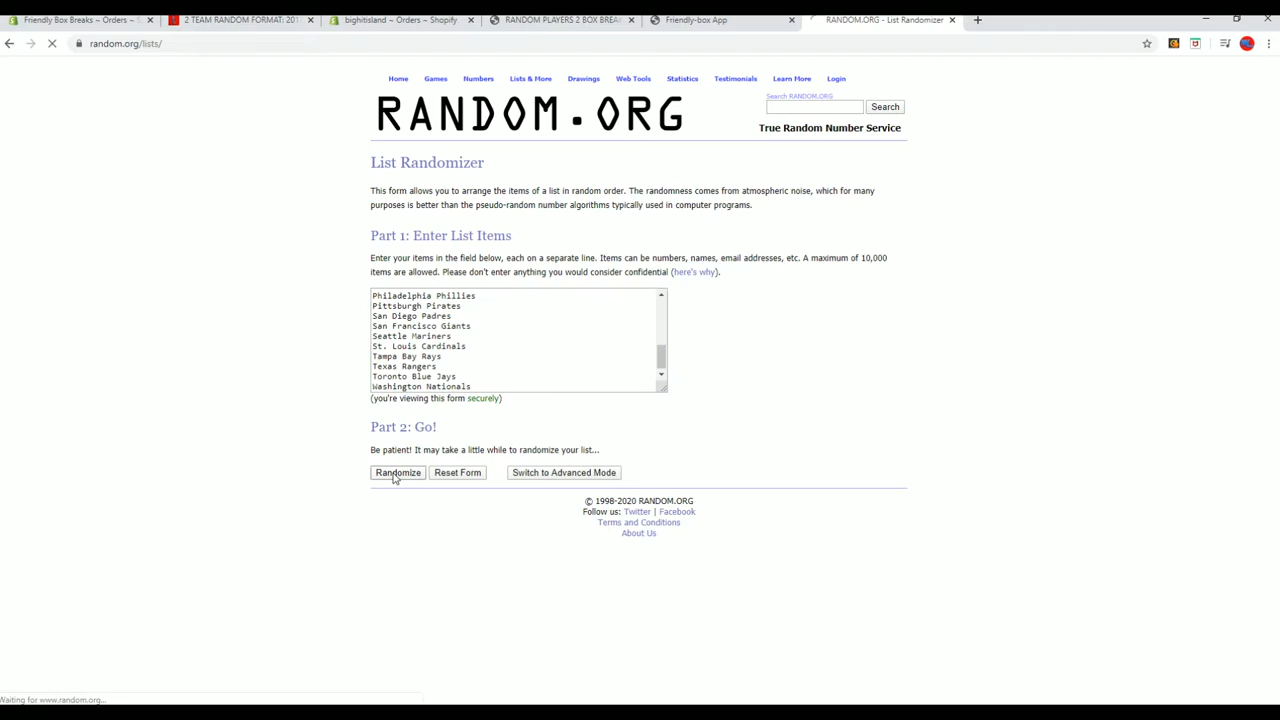 Friendly Box Breaks ~ Orders ~ S
2 TEAM RANDOM FORMAT: 201
bighitisland ~ Orders ~ Shopify
RANDOM PLAYERS 2 BOX BREA
Friendly-box App
RANDOM.ORG - List Randomizer
random.org/lists/
Home Games Numbers Lists & More Drawings Web Tools Statistics Testimonials Learn More Login
RANDOM.ORG
Search RANDOM.ORG
Search
True Random Number Service
List Randomizer
This form allows you to arrange the items of a list in random order. The randomness comes from atmospheric noise, which for many
purposes is better than the pseudo-random number algorithms typically used in computer programs.
Part 1: Enter List Items
Enter your items in the field below, each on a separate line. Items can be numbers, names, email addresses, etc. A maximum of 10,000
items are allowed. Please don't enter anything you would consider confidential (here's why).
Philadelphia Phillies
Pittsburgh Pirates
San Diego Padres
San Francisco Giants
Seattle Mariners
St. Louis Cardinals
Tampa Bay Rays
Texas Rangers
Toronto Blue Jays
Washington Nationals
(you're viewing this form securely)
Part 2: Go!
Be patient! It may take a little while to randomize your list...
Randomize Reset Form Switch to Advanced Mode
© 1998-2020 RANDOM.ORG
Follow us: Twitter | Facebook
Terms and Conditions
About Us
Waiting for www.random.org...